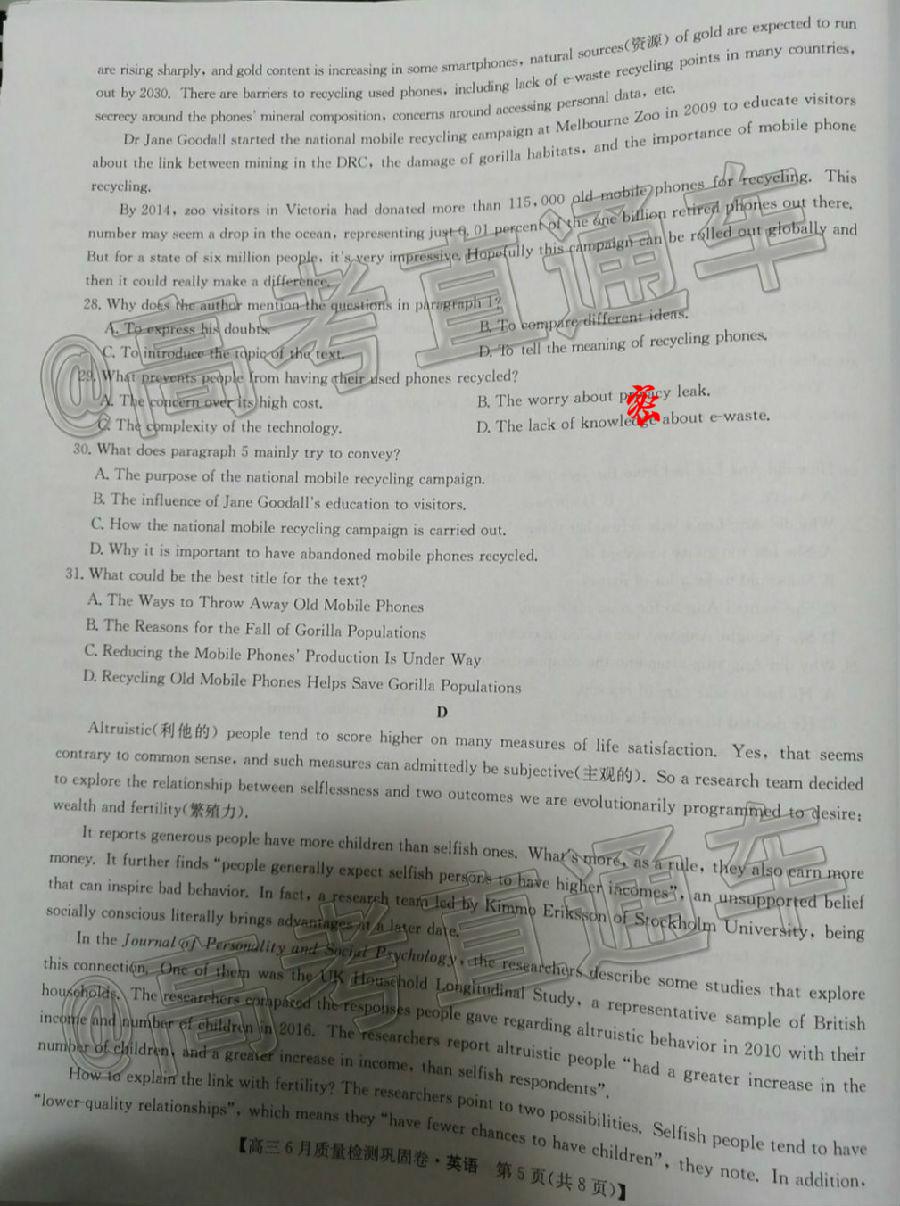 are rising sharply, and gold content is increasing in some smartphones, natural sources(资源) of gold are expected to run
out by 2030. There are barriers to recycling used phones, including lack of e-waste recycling points in many countries,
secrecy around the phones' mineral composition, concerns around accessing personal data, etc.
Dr Jane Goodall started the national mobile recycling campaign at Melbourne Zoo in 2009 to educate visitors
about the link between mining in the DRC, the damage of gorilla habitats, and the importance of mobile phone
recycling.
By 2014, zoo visitors in Victoria had donated more than 115,000 old mobile phones for recycling. This
number may seem a drop in the ocean, representing just 0.01 percent of the one billion retired phones out there.
But for a state of six million people, it's very impressive. Hopefully this campaign can be rolled out globally and
then it could really make a difference.
28. Why does the author mention the questions in paragraph 1?
A. To express his doubts.
B. To compare different ideas.
C. To introduce the topic of the text.
D. To tell the meaning of recycling phones.
29. What prevents people from having their used phones recycled?
A. The concern over its high cost.
B. The worry about privacy leak.
C. The complexity of the technology.
D. The lack of knowledge about e-waste.
密
30. What does paragraph 5 mainly try to convey?
A. The purpose of the national mobile recycling campaign.
B. The influence of Jane Goodall's education to visitors.
C. How the national mobile recycling campaign is carried out.
D. Why it is important to have abandoned mobile phones recycled.
31. What could be the best title for the text?
A. The Ways to Throw Away Old Mobile Phones
B. The Reasons for the Fall of Gorilla Populations
C. Reducing the Mobile Phones' Production Is Under Way
D. Recycling Old Mobile Phones Helps Save Gorilla Populations
D
Altruistic(利他的) people tend to score higher on many measures of life satisfaction. Yes, that seems
contrary to common sense, and such measures can admittedly be subjective(主观的). So a research team decided
to explore the relationship between selflessness and two outcomes we are evolutionarily programmed to desire:
wealth and fertility(繁殖力).
It reports generous people have more children than selfish ones. What's more, as a rule, they also earn more
money. It further finds "people generally expect selfish persons to have higher incomes", an unsupported belief
that can inspire bad behavior. In fact, a research team led by Kimmo Eriksson of Stockholm University, being
socially conscious literally brings advantages at a later date.
In the Journal of Personality and Social Psychology, the researchers describe some studies that explore
this connection. One of them was the UK Household Longitudinal Study, a representative sample of British
households. The researchers compared the responses people gave regarding altruistic behavior in 2010 with their
income and number of children in 2016. The researchers report altruistic people "had a greater increase in the
number of children, and a greater increase in income, than selfish respondents".
How to explain the link with fertility? The researchers point to two possibilities. Selfish people tend to have
"lower-quality relationships", which means they "have fewer chances to have children", they note. In addition,
【高三6月质量检测巩固卷·英语 第5页(共8页)】
@高考直通车
@高考直通车